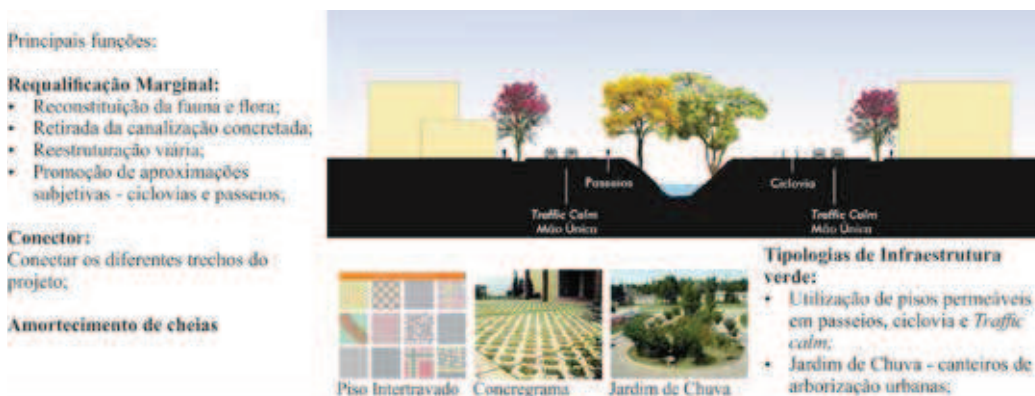 Principais funções:
Requalificação Marginal:
• Reconstituição da fauna e flora;
• Retirada da canalização concretada;
• Reestruturação viária;
• Promoção de aproximações
subjetivas - ciclovias e passeios;
Conector:
Conectar os diferentes trechos do
projeto;
Amortecimento de cheias
Passeios
Ciclovia
Traffic Calm
Mão Única
Traffic Calm
Mão Única
Piso Intertravado
Concregrama
Jardim de Chuva
Tipologias de Infraestrutura
verde:
• Utilização de pisos permeáveis
em passeios, ciclovia e Traffic
calm;
• Jardim de Chuva - canteiros de
arborização urbanas;